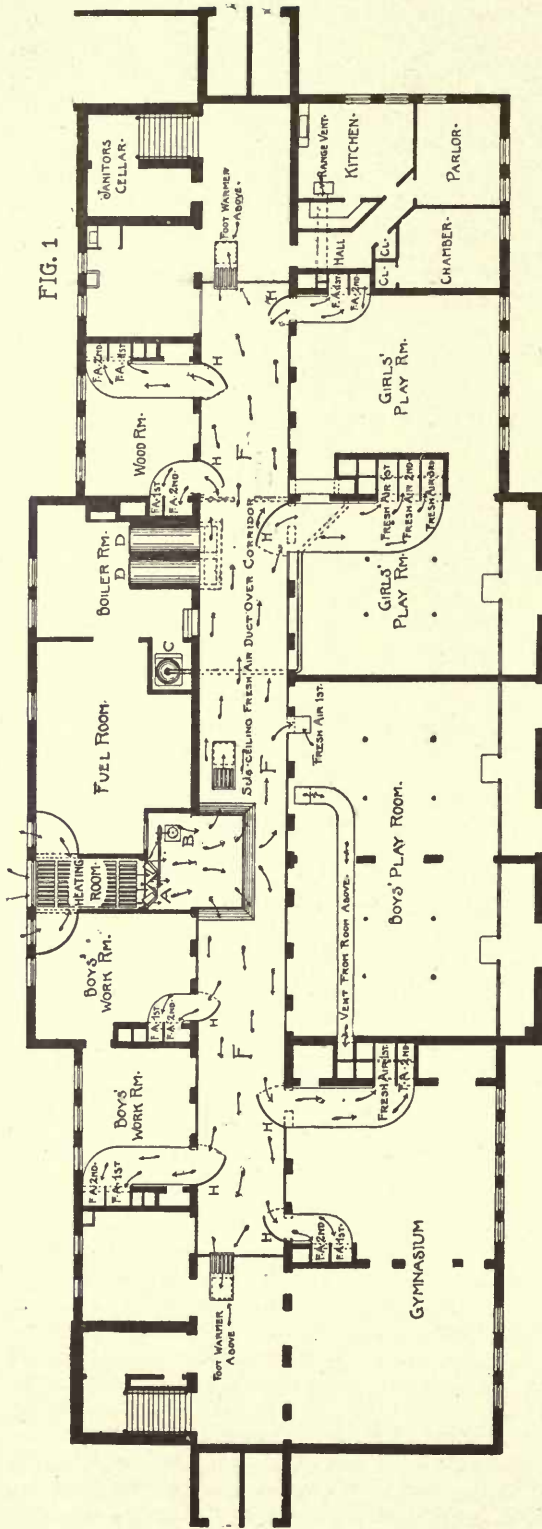 FIG. 1
JANITORS
CELLAR.
FOOT WARMER
ABOVE.
RANGE VENT.
KITCHEN
PARLOR
HALL
CL.
CL.
CHAMBER.
F.A. 2ND
F.A. 1ST
H
WOOD RM.
H
F.A. 1ST
F.A. 2ND.
F
H
F.A. 1ST
F.A. 2ND
GIRLS'
PLAY RM.
BOILER RM.
D
D
H
FRESH AIR 1ST
FRESH AIR 2ND.
FRESH AIR 3RD
GIRLS'
PLAY RM.
C
SUB-CEILING FRESH AIR DUCT OVER CORRIDOR
FUEL ROOM.
F
FRESH AIR 1ST.
HEATING
ROOM.
A
B
BOYS' PLAY ROOM.
VENT FROM ROOM ABOVE.
BOYS'
WORK RM.
F.A. 1ST
F.A. 2ND.
H
F
BOYS'
WORK RM.
F.A. 2ND.
F.A. 1ST
H
H
FRESH AIR 1ST.
F.A. 2ND
H
F.A. 2ND
F.A. 1ST.
FOOT WARMER
ABOVE
GYMNASIUM